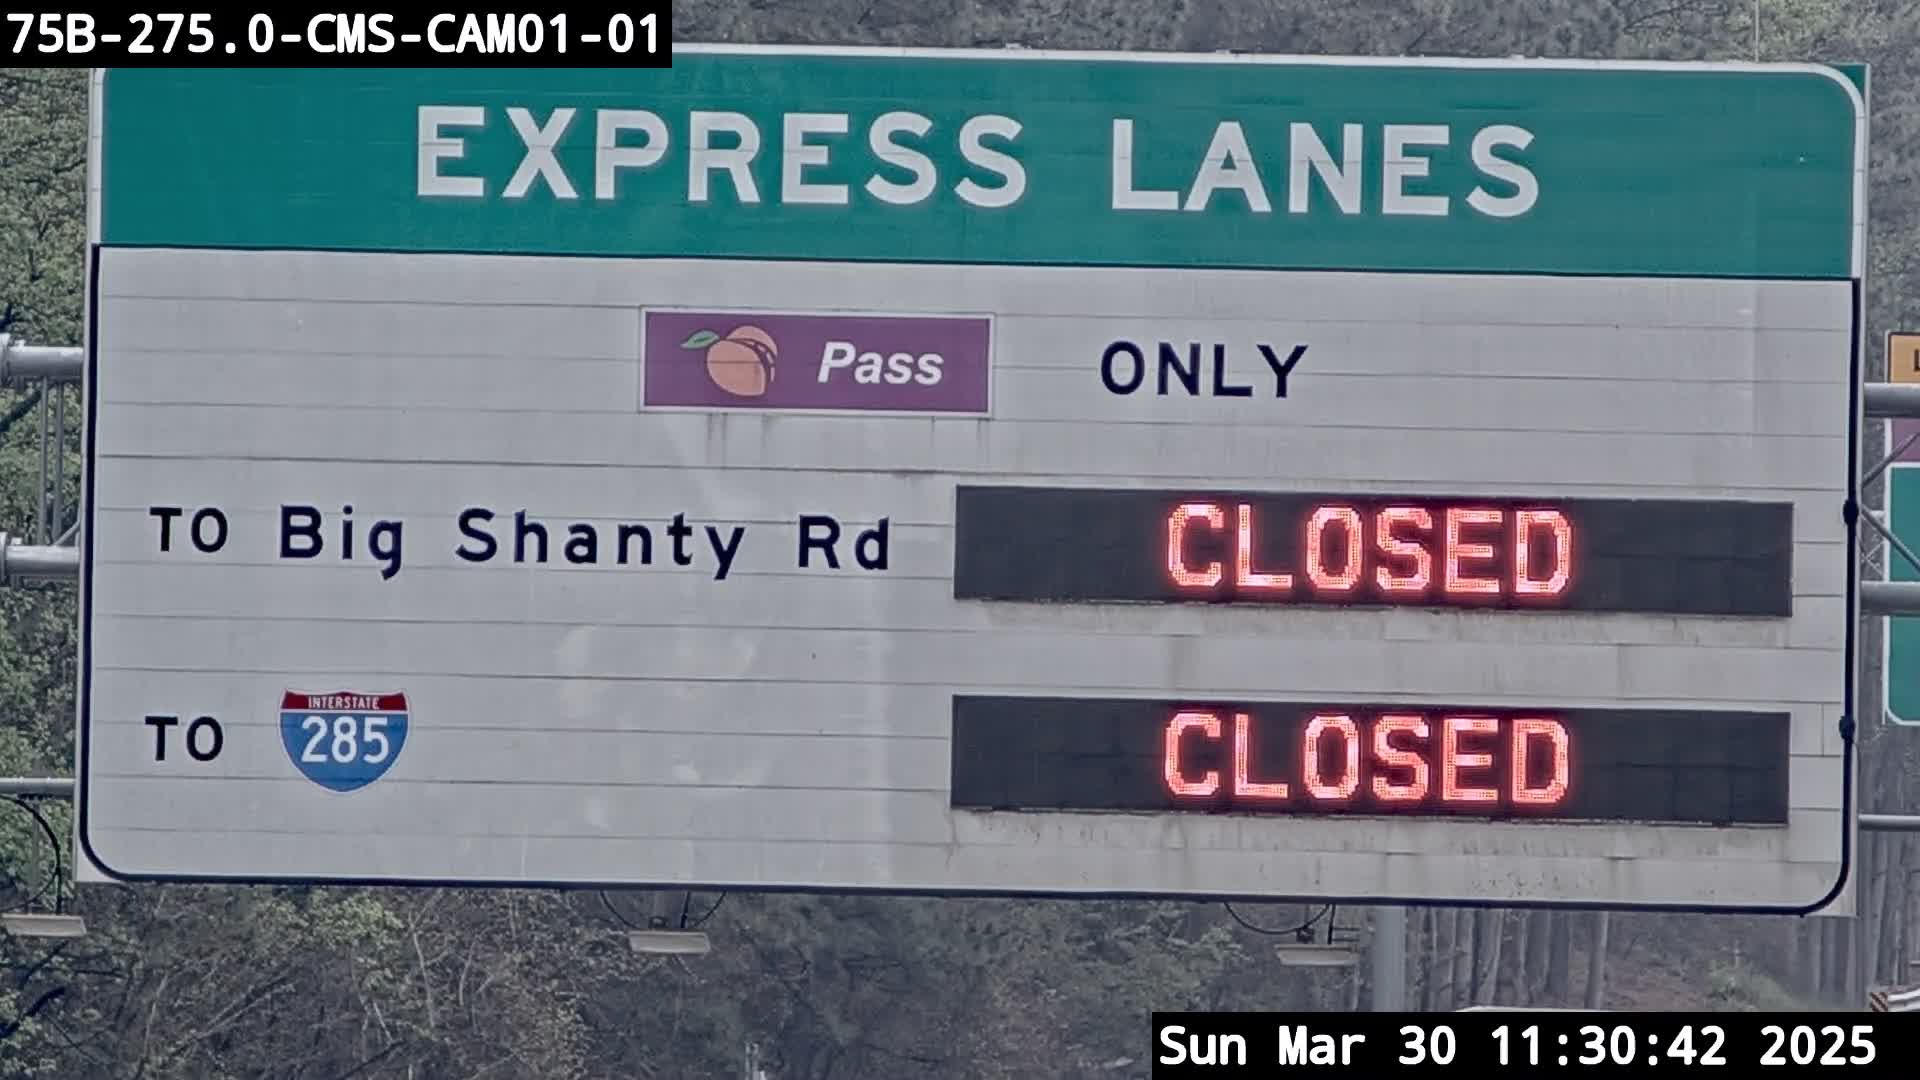 75B-275.0-CMS-CAM01-01
EXPRESS LANES
Pass ONLY
TO Big Shanty Rd CLOSED
INTERSTATE
TO 285 CLOSED
Sun Mar 30 11:30:42 2025